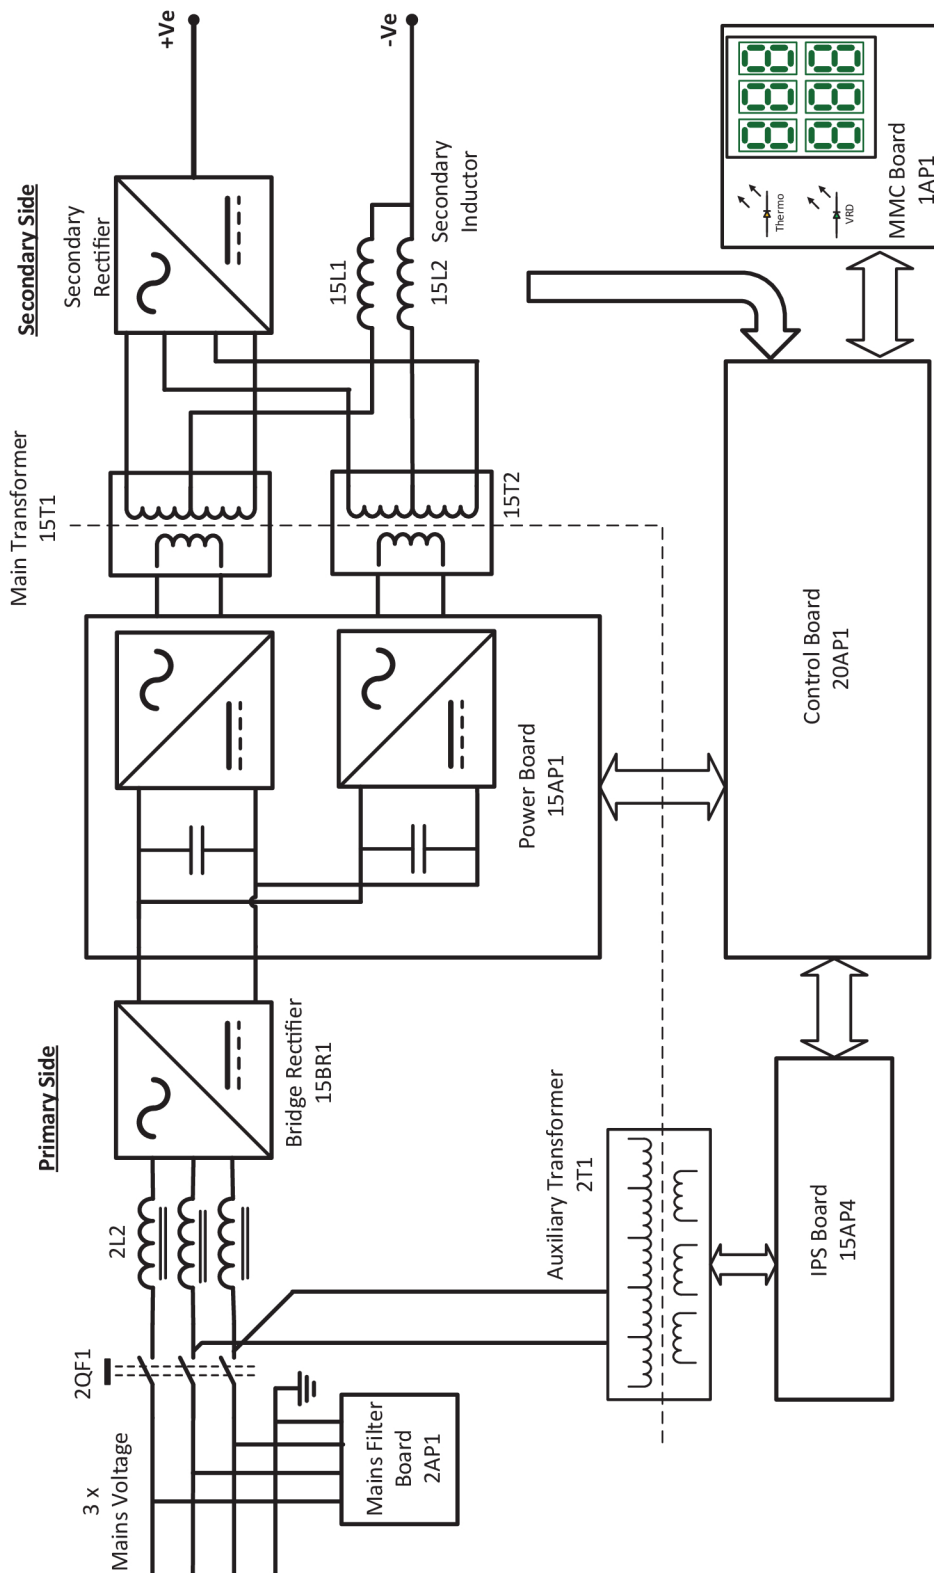 Primary Side
Secondary Side
3 x
Mains Voltage
2QF1
2L2
Mains Filter
Board
2AP1
Bridge Rectifier
15BR1
Power Board
15AP1
Main Transformer
15T1
15T2
Secondary
Rectifier
15L1
15L2
Secondary
Inductor
+Ve
-Ve
Auxiliary Transformer
2T1
IPS Board
15AP4
Control Board
20AP1
Thermo
VRD
888
888
MMC Board
1AP1